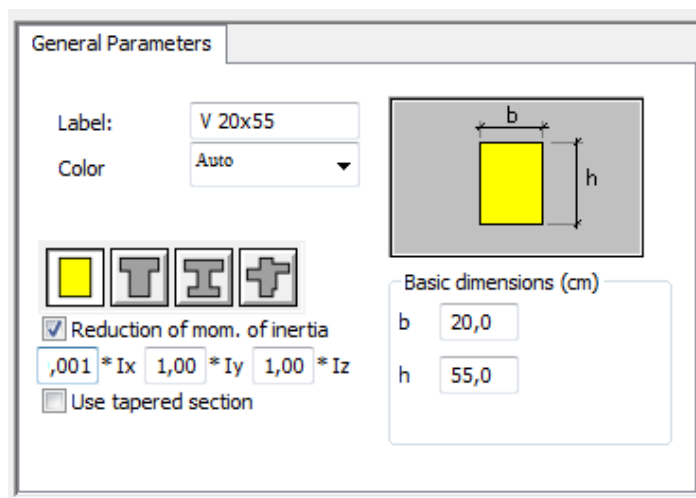 General Parameters
Label:
V 20x55
Color
Auto
b
h
Reduction of mom. of inertia
,001 * Ix 1,00 * Iy 1,00 * Iz
Use tapered section
Basic dimensions (cm)
b 20,0
h 55,0